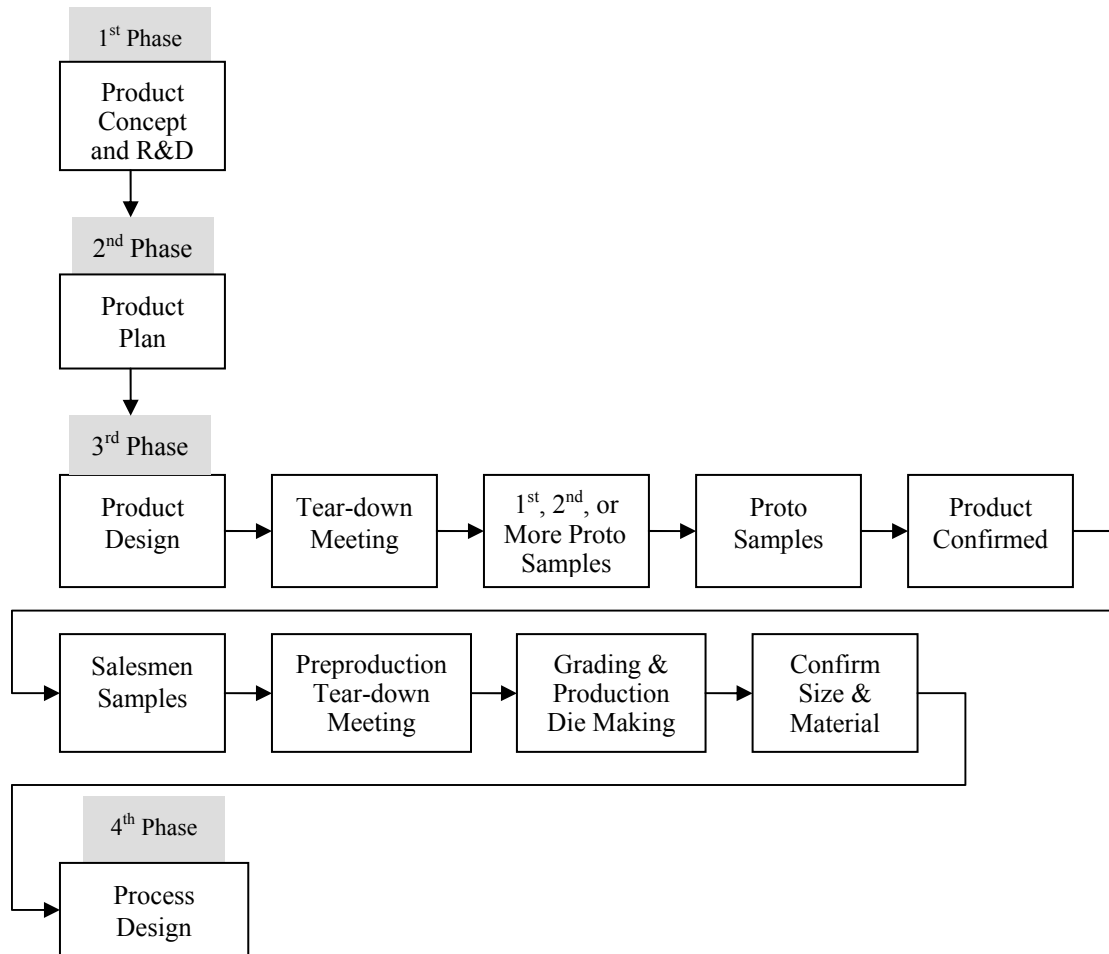 1st Phase
Product
Concept
and R&D
2nd Phase
Product
Plan
3rd Phase
Product
Design
Tear-down
Meeting
1st, 2nd, or
More Proto
Samples
Proto
Samples
Product
Confirmed
Salesmen
Samples
Preproduction
Tear-down
Meeting
Grading &
Production
Die Making
Confirm
Size &
Material
4th Phase
Process
Design